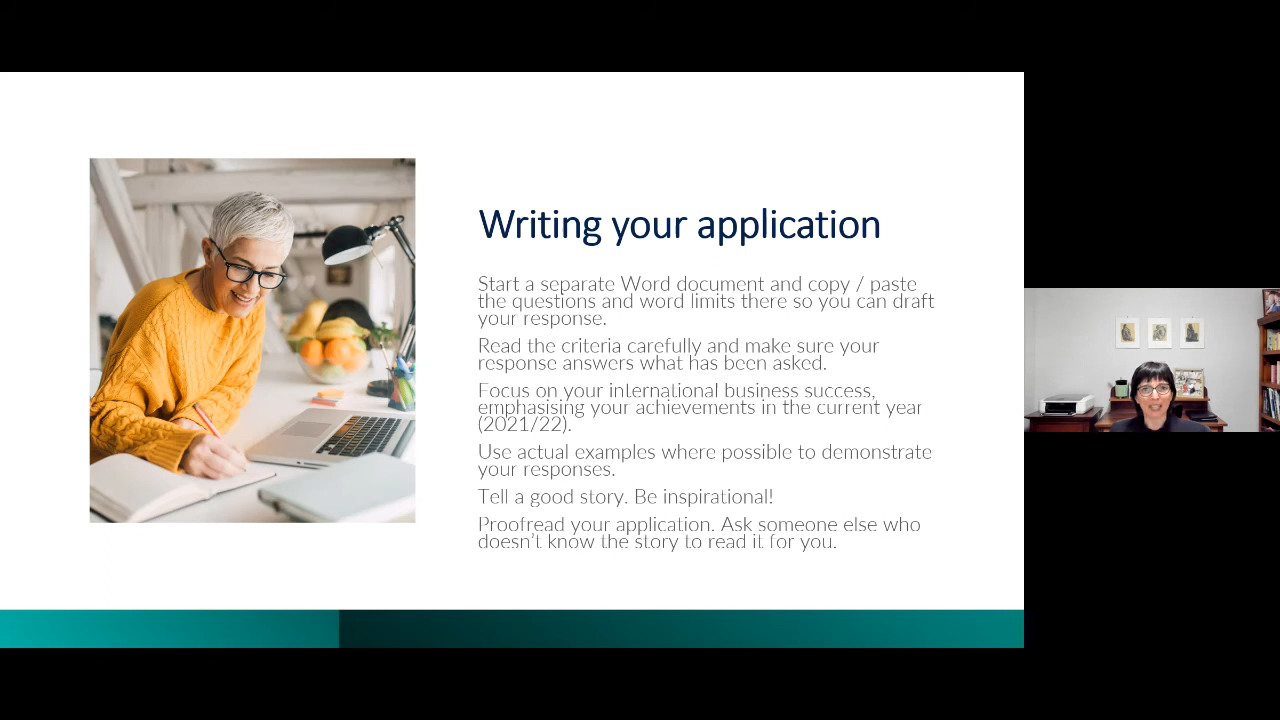 Writing your application
Start a separate Word document and copy / paste
the questions and word limits there so you can draft
your response.
Read the criteria carefully and make sure your
response answers what has been asked.
Focus on your international business success,
emphasising your achievements in the current year
(2021/22).
Use actual examples where possible to demonstrate
your responses.
Tell a good story. Be inspirational!
Proofread your application. Ask someone else who
doesn’t know the story to read it for you.